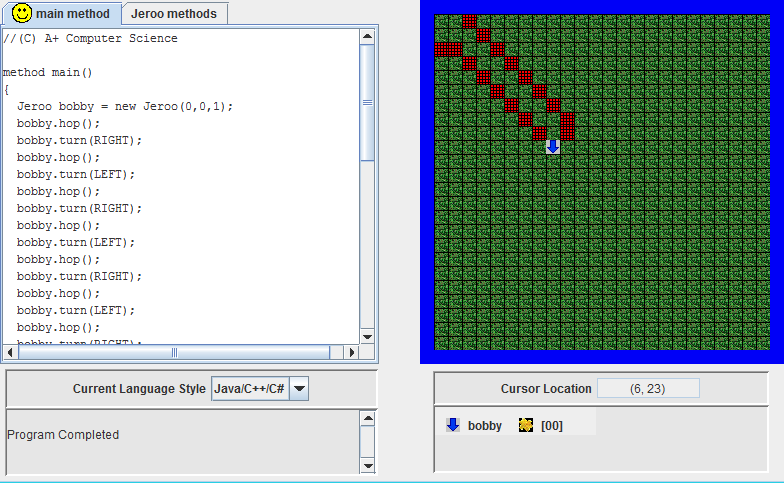 main method
Jeroo methods
//(C) A+ Computer Science
method main()
{
Jeroo bobby = new Jeroo(0,0,1);
bobby.hop();
bobby.turn(RIGHT);
bobby.hop();
bobby.turn(LEFT);
bobby.hop();
bobby.turn(RIGHT);
bobby.hop();
bobby.turn(LEFT);
bobby.hop();
bobby.turn(RIGHT);
bobby.hop();
bobby.turn(LEFT);
bobby.hop();
bobby.turn(RIGHT);
Current Language Style Java/C++/C#
Program Completed
Cursor Location (6, 23)
bobby [00]